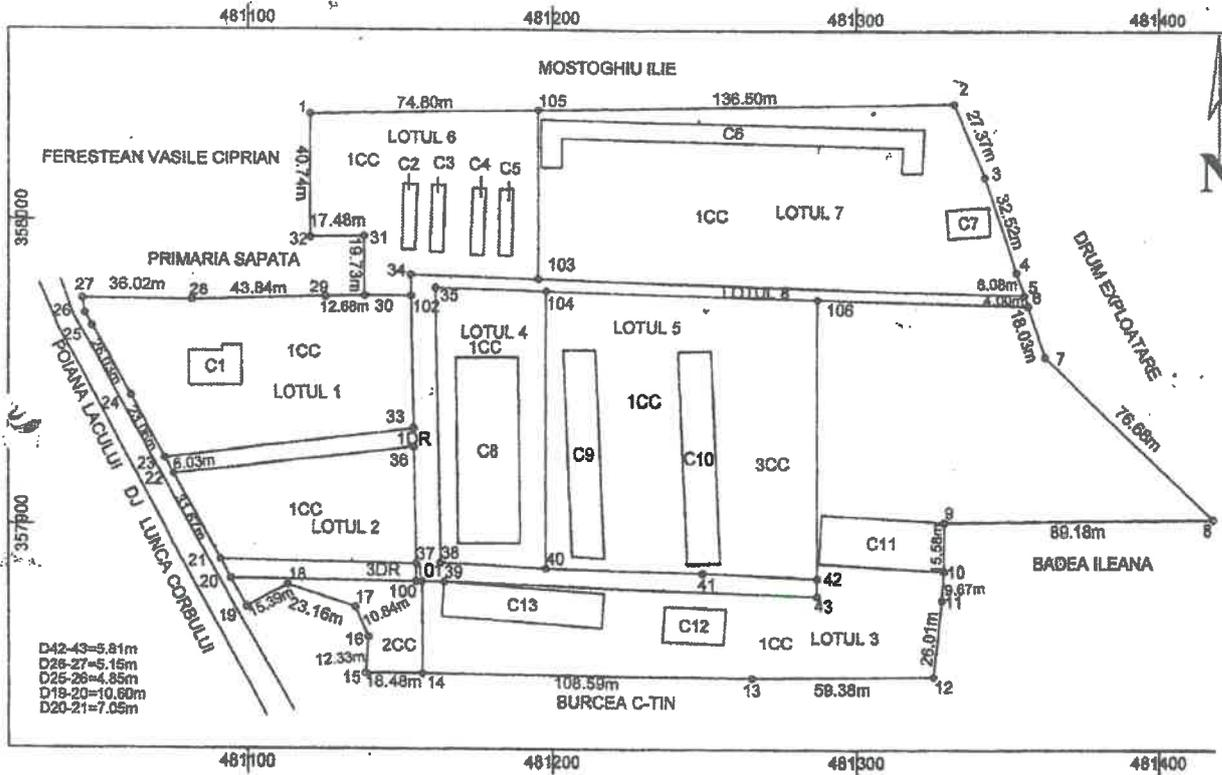 481100 481200 481300 481400
MOSTOGHIU ILIE
1 74.80m 105 136.60m 2
LOTUL 6
C6
27.37m
FERESTEAN VASILE CIPRIAN
1CC
40.74m
C2 C3 C4 C5
3
32.52m
17.48m
1CC LOTUL 7
C7
358000
32 31
19.73m
PRIMARIA SAPATA
DRUM EXPLOATARE
34 103 4
27 36.02m 28 43.84m 29 12.68m 30
102 35 104 LOTUL 8 106
8.08m 5
4.00m 6
18.03m
26
25
26.03m
LOTUL 4
1CC
LOTUL 5
7
1CC
C1
LOTUL 1
POIANA LACULUI
24
1CC
76.68m
33
1DR
36
C8 C9 C10 3CC
23 6.03m
22
DJ LUNCA CORBULUI
1CC
LOTUL 2
357900
9 89.18m 8
C11
15.58m
BADEA ILEANA
21
37 38 40
20 18 3DR 100 39 41 42 10
43 9.67m
11
19 15.39m 23.16m 17
10.84m
C13
C12
1CC LOTUL 3
26.01m
16
2CC
12.33m
15 18.48m 14 108.59m 13 59.38m 12
BURCEA C-TIN
D42-43=5.81m
D26-27=5.15m
D25-26=4.85m
D19-20=10.60m
D20-21=7.05m
481100 481200 481300 481400
N